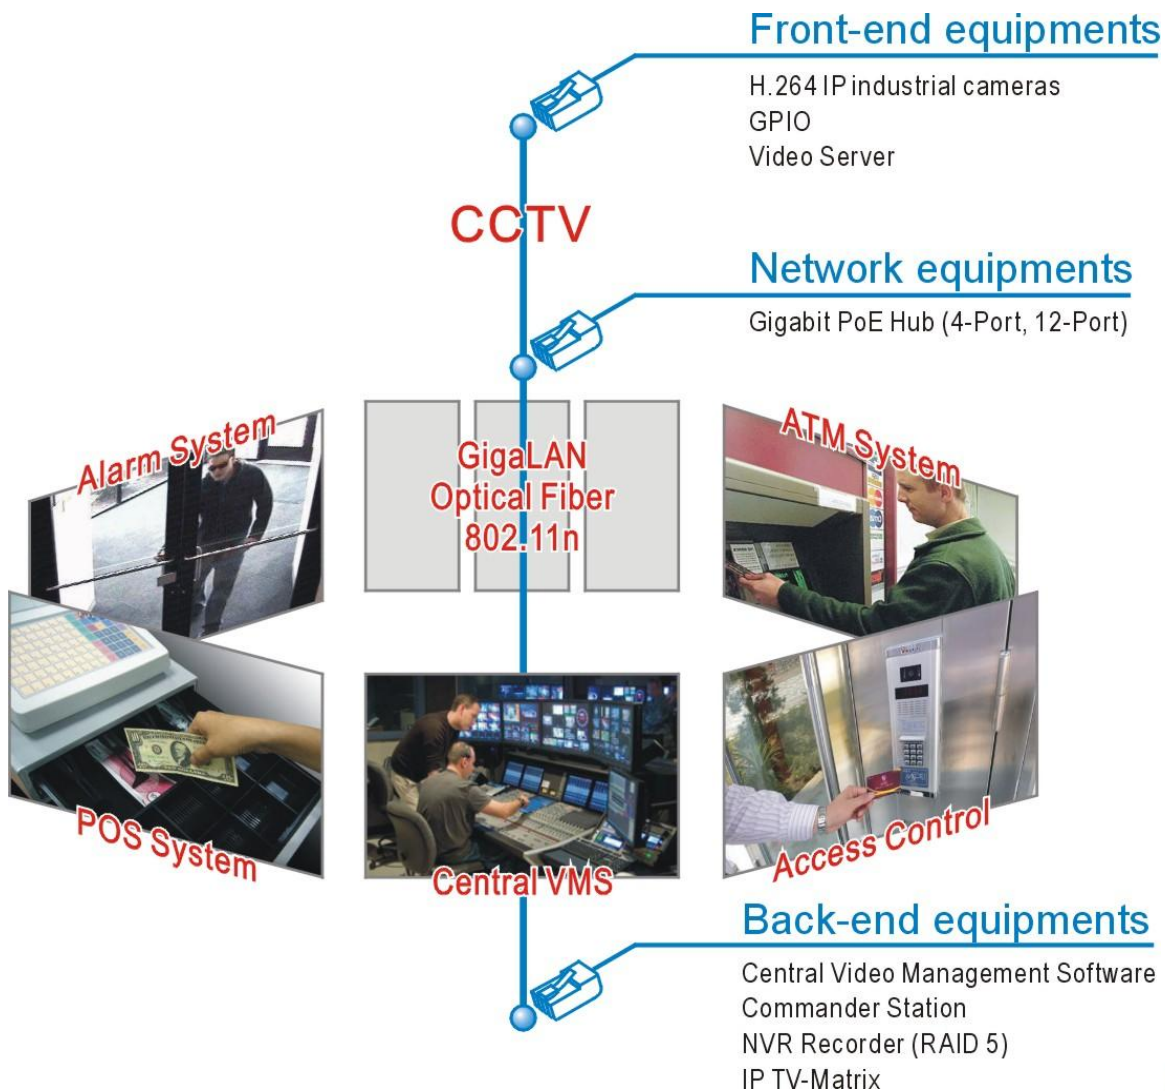 Front-end equipments
H.264 IP industrial cameras
GPIO
Video Server
CCTV
Network equipments
Gigabit PoE Hub (4-Port, 12-Port)
Alarm System
GigaLAN
Optical Fiber
802.11n
ATM System
POS System
Central VMS
Access Control
Back-end equipments
Central Video Management Software
Commander Station
NVR Recorder (RAID 5)
IP TV-Matrix